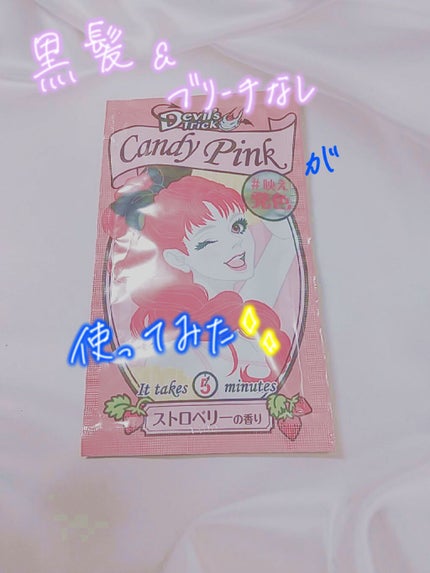 黒髪&
ブリーチなし
Devil's
Trick
Candy Pink
が
#映え
発色。
使ってみた
It takes 5 minutes
ストロベリーの香り